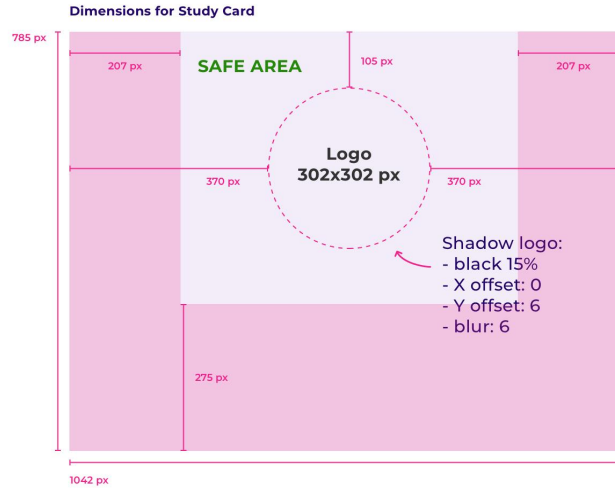 Dimensions for Study Card
785 px
207 px
SAFE AREA
105 px
207 px
Logo
302x302 px
370 px
370 px
Shadow logo:
- black 15%
- X offset: 0
- Y offset: 6
- blur: 6
275 px
1042 px